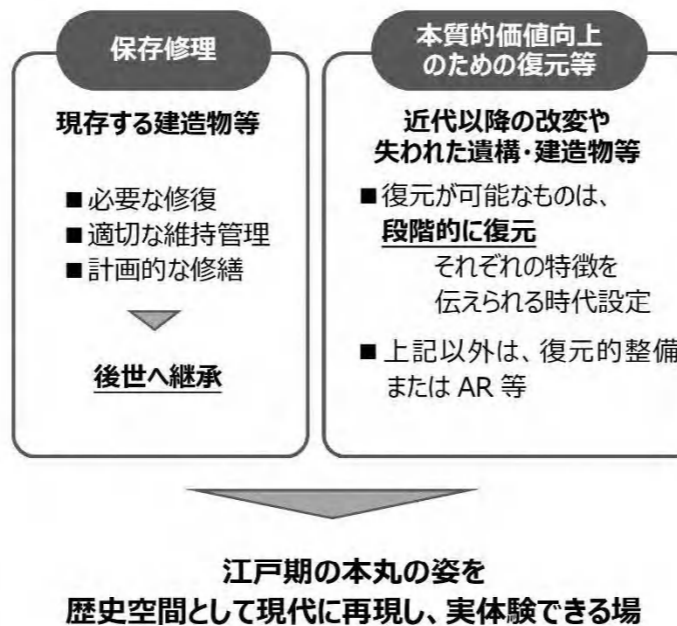 保存修理
現存する建造物等
■必要な修復
■適切な維持管理
■計画的な修繕
後世へ継承
本質的価値向上
のための復元等
近代以降の改変や
失われた遺構・建造物等
■復元が可能なものは、
段階的に復元
それぞれの特徴を
伝えられる時代設定
■上記以外は、復元的整備
または AR 等
江戸期の本丸の姿を
歴史空間として現代に再現し、実体験できる場